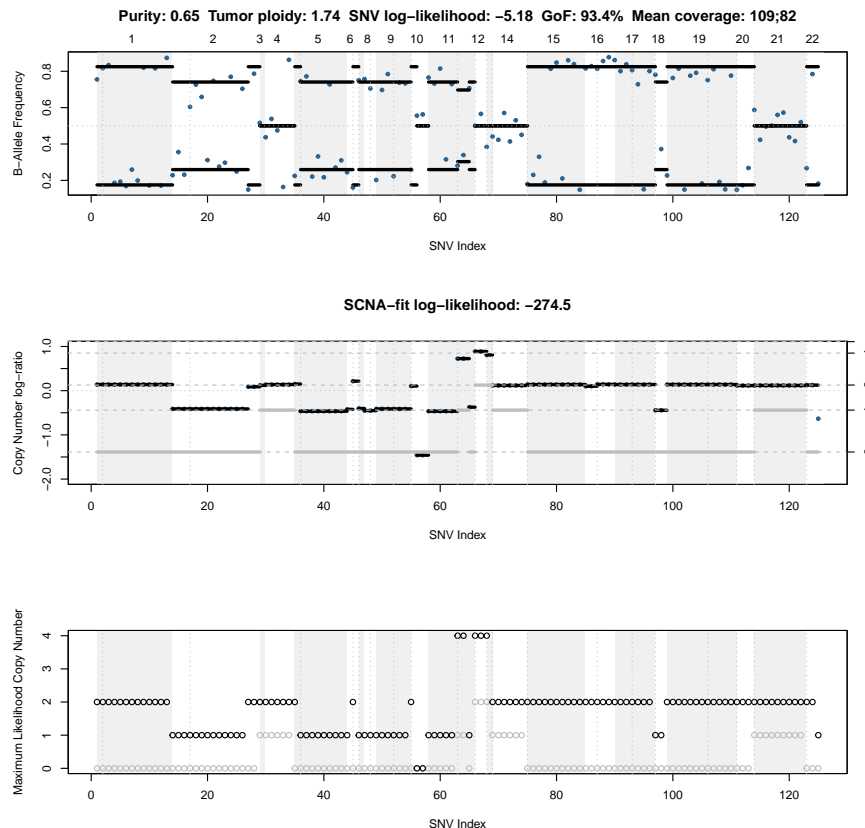 Purity: 0.65 Tumor ploidy: 1.74 SNV log−likelihood: −5.18 GoF: 93.4% Mean coverage: 109;82
1 2 3 4 5 6 8 9 10 11 12 14 15 16 17 18 19 20 21 22
B−Allele Frequency
0.2 0.4 0.6 0.8
0 20 40 60 80 100 120
SNV Index
SCNA−fit log−likelihood: −274.5
Copy Number log−ratio
−2.0 −1.0 0.0 1.0
0 20 40 60 80 100 120
SNV Index
Maximum Likelihood Copy Number
0 1 2 3 4
0 20 40 60 80 100 120
SNV Index